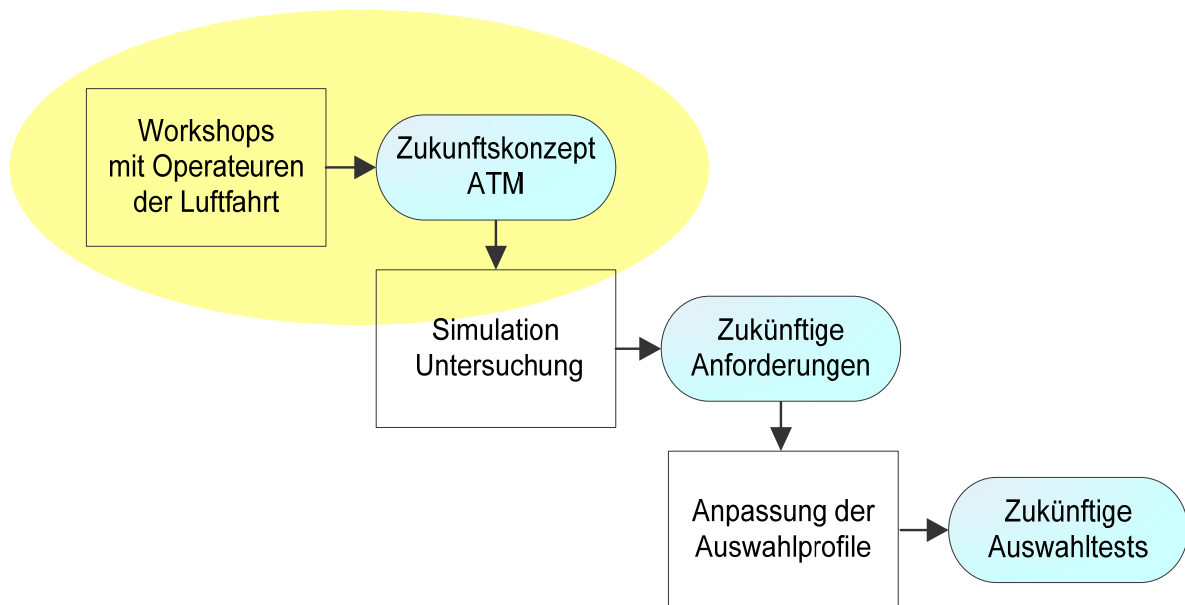 Workshops
mit Operateuren
der Luftfahrt
Zukunftskonzept
ATM
Simulation
Untersuchung
Zukünftige
Anforderungen
Anpassung der
Auswahlprofile
Zukünftige
Auswahltests